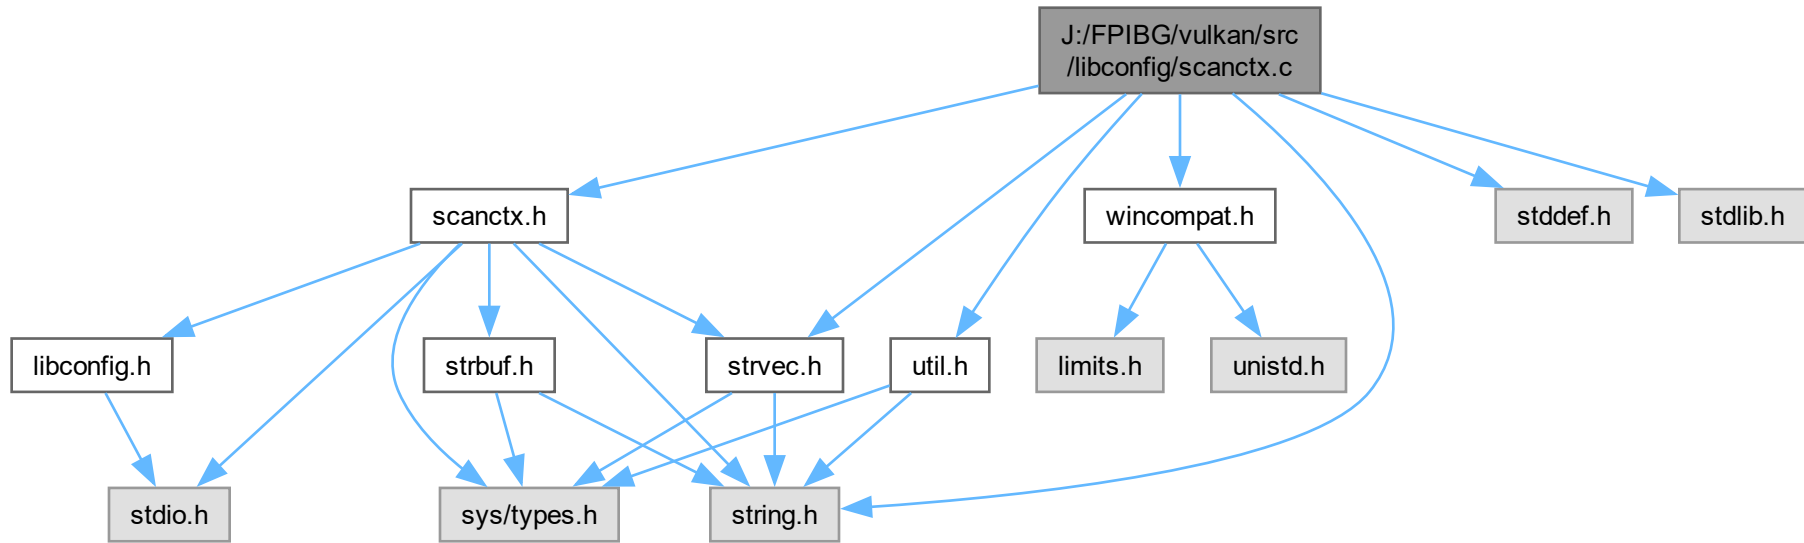 J:/FPIBG/vulkan/src
/libconfig/scanctx.c
scanctx.h
wincompat.h
stddef.h
stdlib.h
libconfig.h
strbuf.h
strvec.h
util.h
limits.h
unistd.h
stdio.h
sys/types.h
string.h